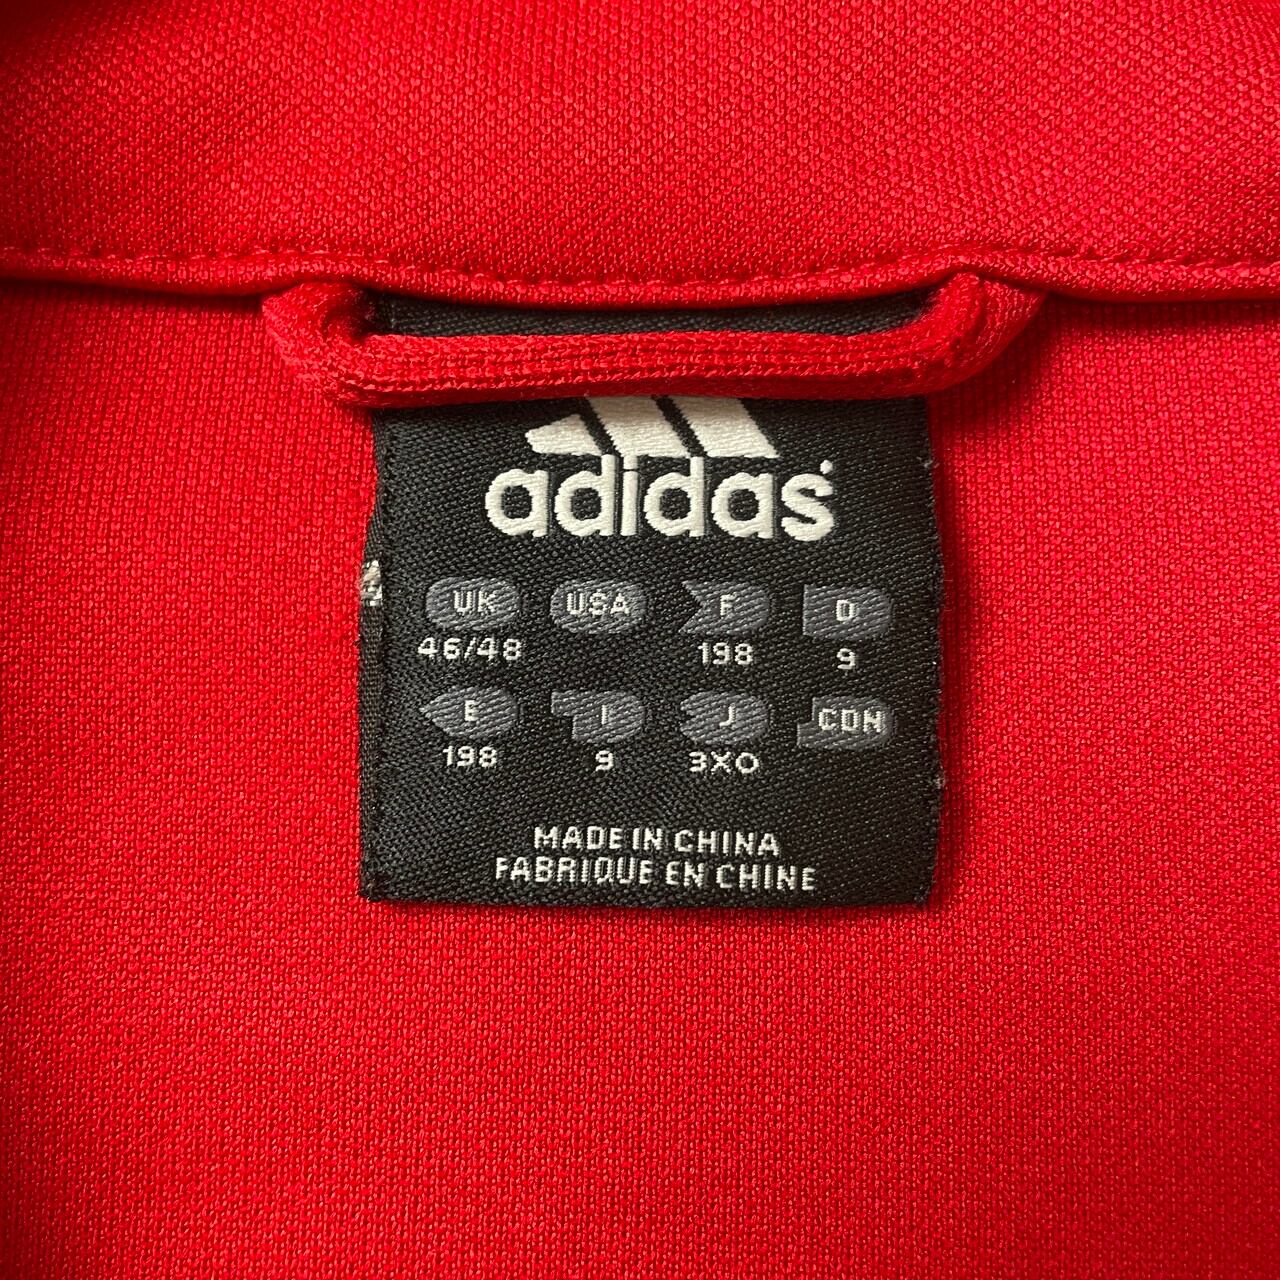 adidas
UK USA F D
46/48 198 9
E I J CDN
198 9 3XO
MADE IN CHINA
FABRIQUE EN CHINE